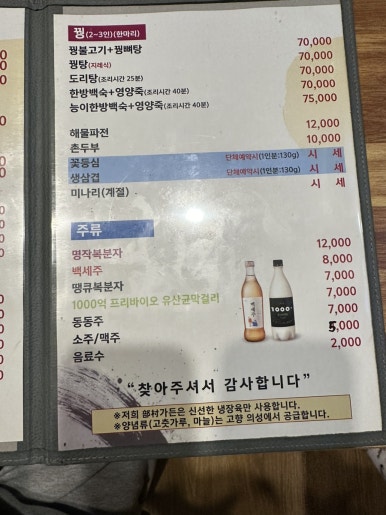 꿩(2~3인)(한마리)
꿩불고기+꿩뼈탕 70,000
꿩탕(지례식) 70,000
도리탕(조리시간 25분) 70,000
한방백숙+영양죽(조리시간 40분) 70,000
능이한방백숙+영양죽(조리시간 40분) 75,000
해물파전 12,000
촌두부 10,000
꽃등심 단체예약시(1인분:130g) 시 세
생삼겹 단체예약시(1인분:130g) 시 세
미나리(계절) 시 세
주류
명작복분자 12,000
백세주 8,000
땡큐복분자 7,000
1000억 프리바이오 유산균막걸리 7,000
동동주 7,000
소주/맥주 5,000
음료수 2,000
백세주
1000
"찾아주셔서 감사합니다"
※저희 部村가든은 신선한 냉장육만 사용합니다.
※양념류(고춧가루, 마늘)는 고향 의성에서 공급합니다.